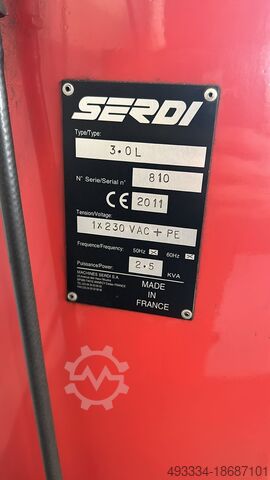 SERDI
Type/Type:
3.0L
N° Serie/Serial n°
810
CE 2011
Tension/Voltage:
1X230 VAC + PE
Frequence/Frequency: 50Hz 60Hz
Puissance/Power:
2.5 KVA
MACHINES SERDI S.A.
MADE
IN
FRANCE
493334-18687101